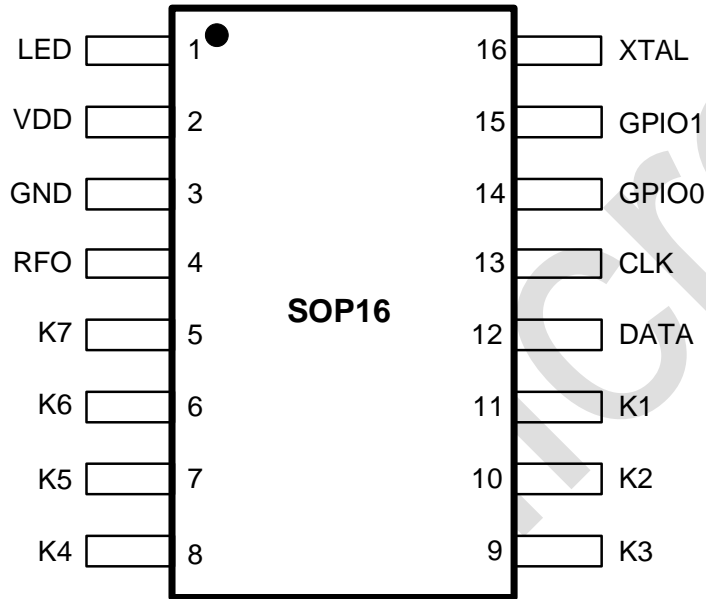 LED 1 16 XTAL
VDD 2 15 GPIO1
GND 3 14 GPIO0
RFO 4 13 CLK
SOP16
K7 5 12 DATA
K6 6 11 K1
K5 7 10 K2
K4 8 9 K3